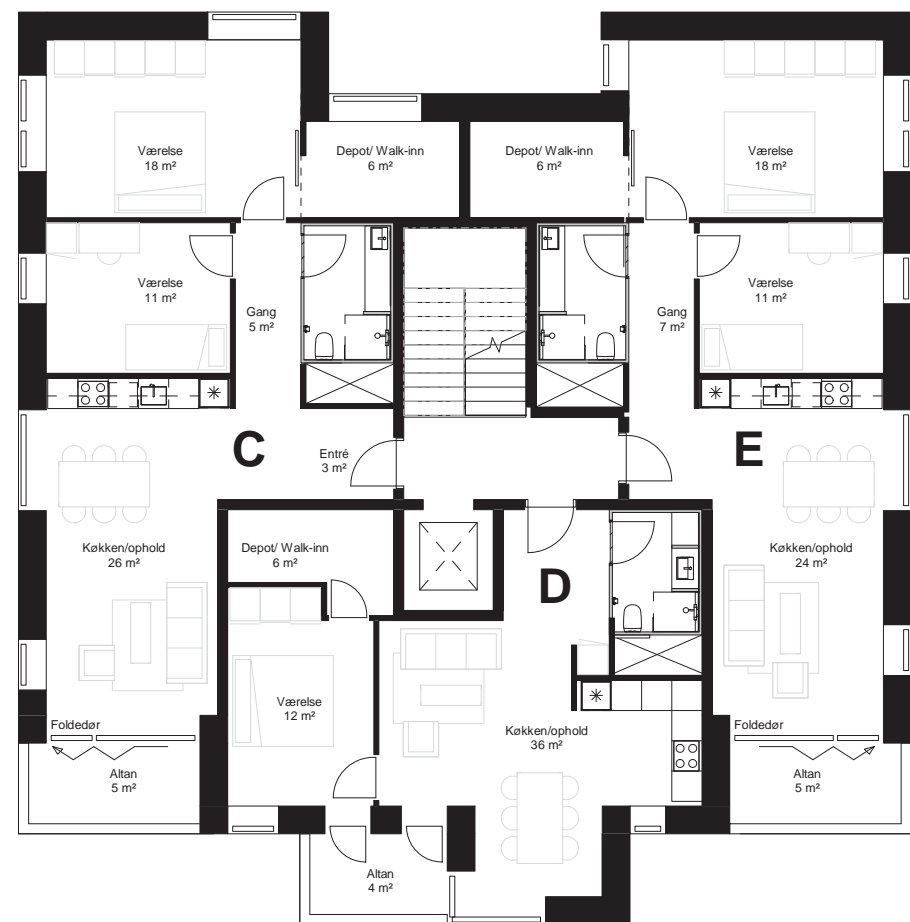 Værelse
18 m²
Depot/ Walk-inn
6 m²
Depot/ Walk-inn
6 m²
Værelse
18 m²
Værelse
11 m²
Gang
5 m²
Gang
7 m²
Værelse
11 m²
C
Entré
3 m²
E
Køkken/ophold
26 m²
Depot/ Walk-inn
6 m²
D
Køkken/ophold
24 m²
Værelse
12 m²
Køkken/ophold
36 m²
Foldedør
Foldedør
Altan
5 m²
Altan
5 m²
Altan
4 m²